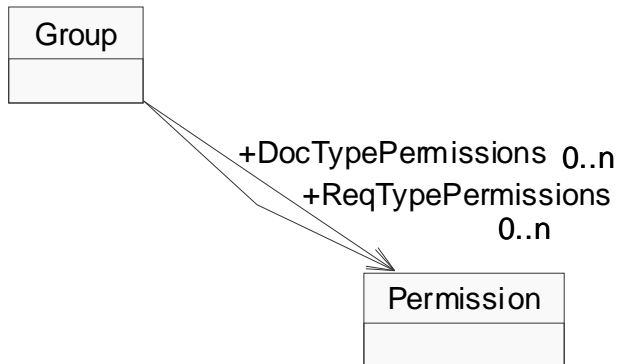 Group
+DocTypePermissions 0..n
+ReqTypePermissions
0..n
Permission